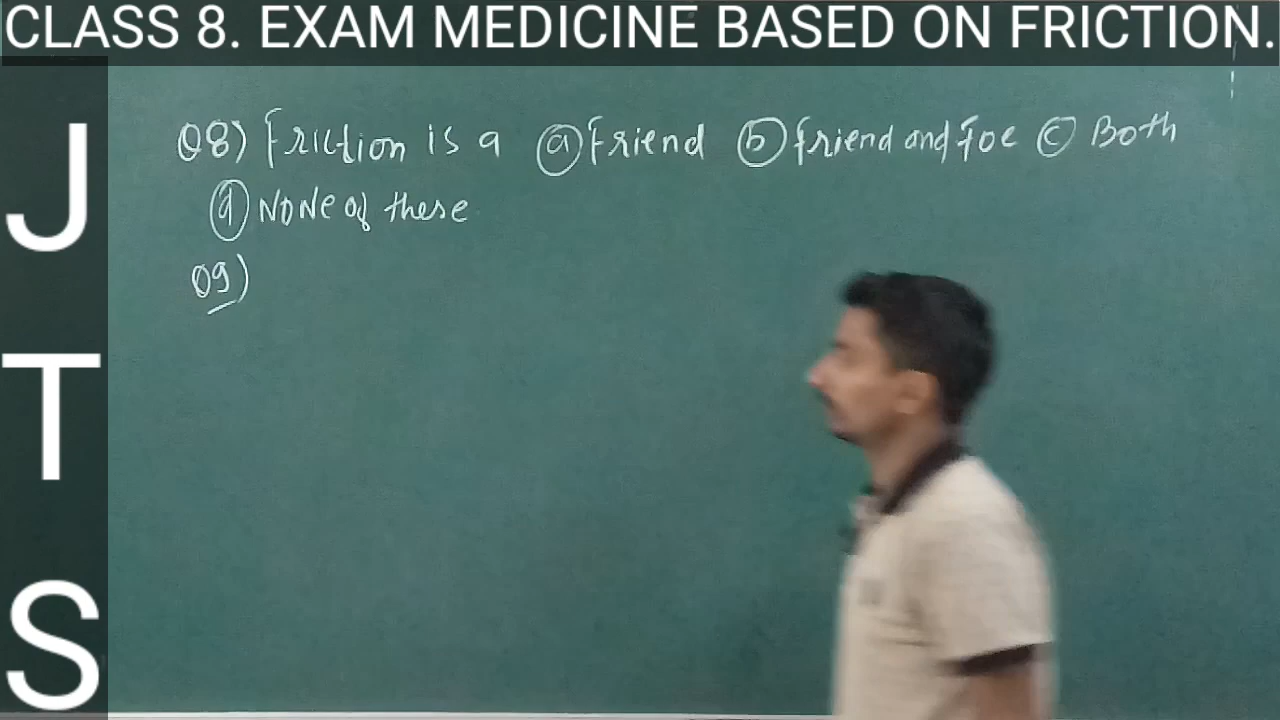 CLASS 8. EXAM MEDICINE BASED ON FRICTION.
J
T
S
Q8) Friction is a (a) Friend (b) friend and foe (c) Both
(d) None of these
Q9)